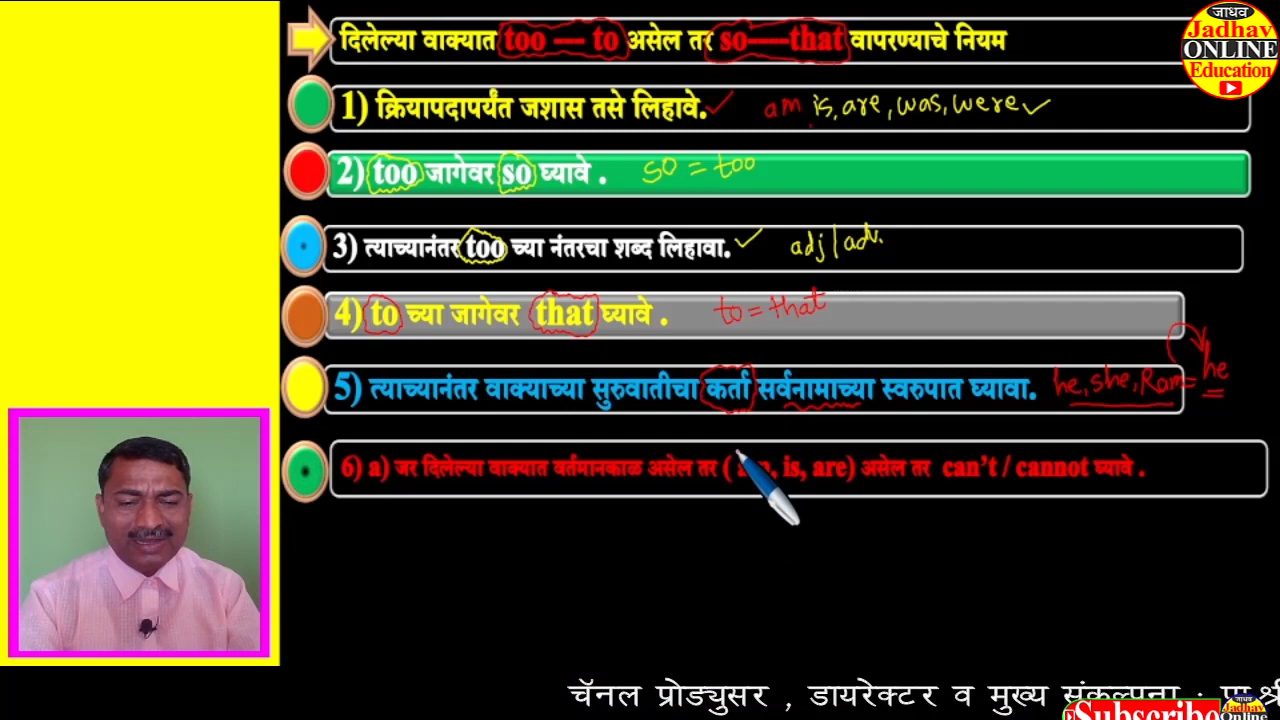 दिलेल्या वाक्यात too — to असेल तर so—that वापरण्याचे नियम
जाधव
Jadhav
ONLINE
Education
1) क्रियापदापर्यंत जशास तसे लिहावे. am is, are, was, were
2) too जागेवर so घ्यावे . so = too
3) त्याच्यानंतर too च्या नंतरचा शब्द लिहावा. adj/adv.
4) to च्या जागेवर that घ्यावे . to = that
5) त्याच्यानंतर वाक्याच्या सुरुवातीचा कर्ता सर्वनामाच्या स्वरुपात घ्यावा. he, she, Ram = he
6) a) जर दिलेल्या वाक्यात वर्तमानकाळ असेल तर ( is, are) असेल तर can't / cannot घ्यावे .
चॅनल प्रोड्युसर , डायरेक्टर व मुख्य संकल्पना :
Subscribe
Jadhav
Online